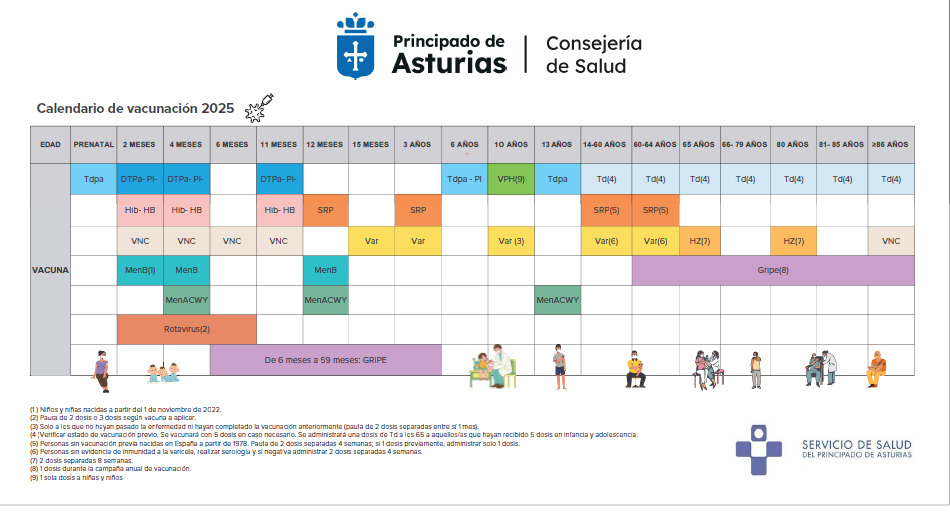 Principado de
Asturias
Consejería
de Salud
Calendario de vacunación 2025
EDAD PRENATAL 2 MESES 4 MESES 6 MESES 11 MESES 12 MESES 15 MESES 3 AÑOS 6 AÑOS 10 AÑOS 13 AÑOS 14-60 AÑOS 60-64 AÑOS 65 AÑOS 66- 79 AÑOS 80 AÑOS 81- 85 AÑOS ≥86 AÑOS
Tdpa DTPa- PI- DTPa- PI- DTPa- PI- Tdpa - PI VPH(9) Tdpa Td(4) Td(4) Td(4) Td(4) Td(4) Td(4) Td(4)
Hib- HB Hib- HB Hib- HB SRP SRP SRP(5) SRP(5)
VNC VNC VNC VNC Var Var Var (3) Var(6) Var(6) HZ(7) HZ(7) VNC
VACUNA MenB(1) MenB MenB Gripe(8)
MenACWY MenACWY MenACWY
Rotavirus(2)
De 6 meses a 59 meses: GRIPE
(1) Niños y niñas nacidas a partir del 1 de noviembre de 2022.
(2) Pauta de 2 dosis o 3 dosis según vacuna a aplicar.
(3) Solo a los que no hayan pasado la enfermedad ni hayan completado la vacunación anteriormente (pauta de 2 dosis separadas entre sí 1 mes).
(4) Verificar estado de vacunación previo. Se vacunará con 5 dosis en caso necesario. Se administrará una dosis de Td a los 65 a aquellos/as que hayan recibido 5 dosis en infancia y adolescencia.
(5) Personas sin vacunación previa nacidas en España a partir de 1978. Pauta de 2 dosis separadas 4 semanas; si 1 dosis previamente, administrar solo 1 dosis.
(6) Personas sin evidencia de inmunidad a la varicela, realizar serología y si negativa administrar 2 dosis separadas 4 semanas.
(7) 2 dosis separadas 8 semanas.
(8) 1 dosis durante la campaña anual de vacunación.
(9) 1 sola dosis a niñas y niños
SERVICIO DE SALUD
DEL PRINCIPADO DE ASTURIAS